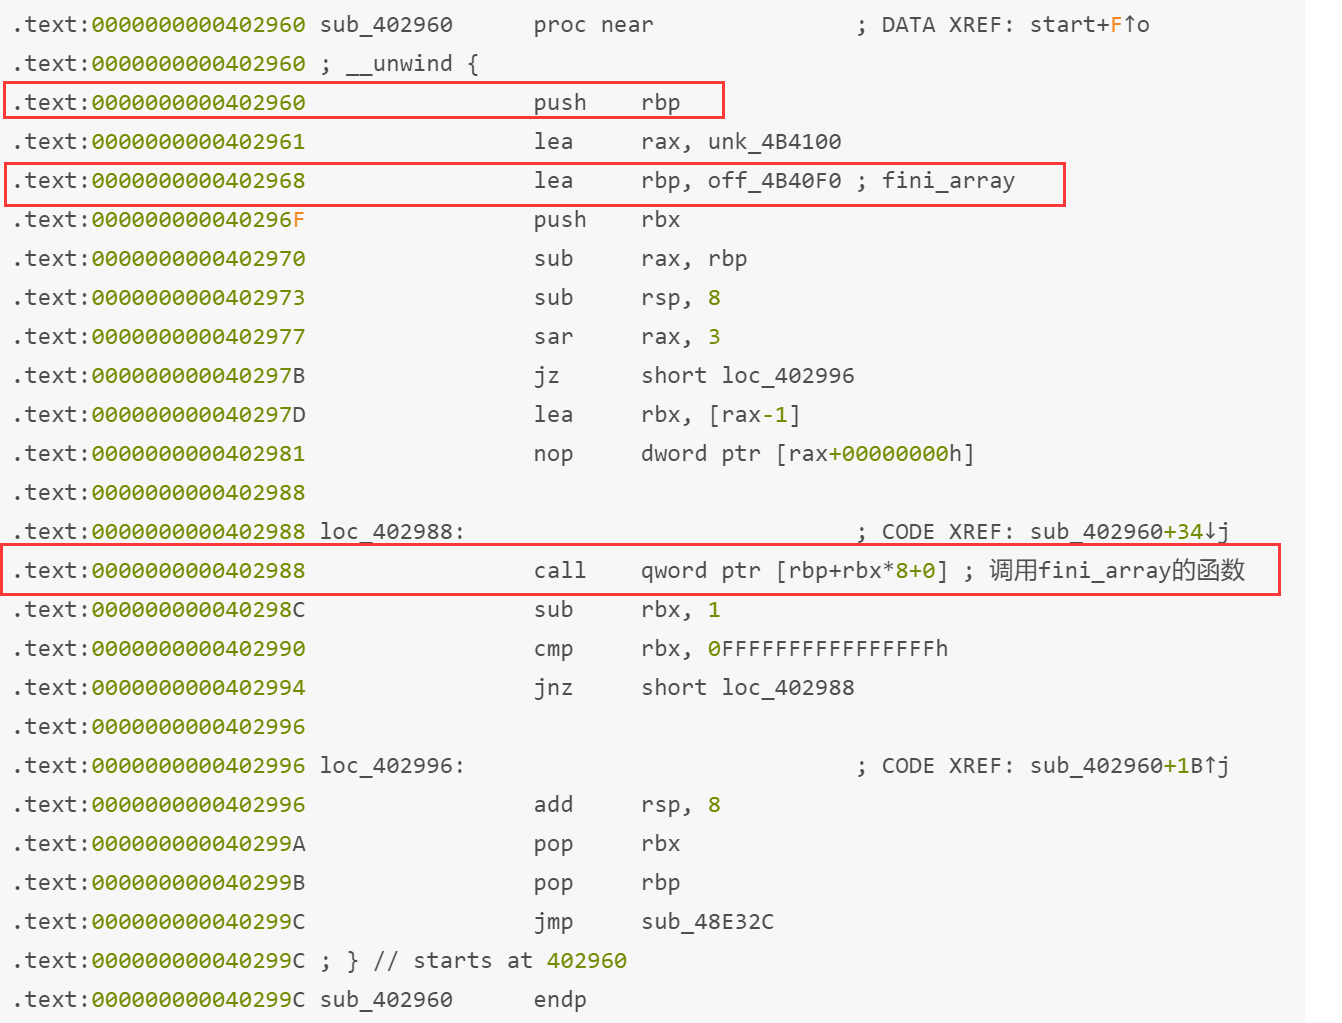 .text:0000000000402960 sub_402960      proc near               ; DATA XREF: start+F↑o
.text:0000000000402960 ; __unwind {
.text:0000000000402960                 push    rbp
.text:0000000000402961                 lea     rax, unk_4B4100
.text:0000000000402968                 lea     rbp, off_4B40F0 ; fini_array
.text:000000000040296F                 push    rbx
.text:0000000000402970                 sub     rax, rbp
.text:0000000000402973                 sub     rsp, 8
.text:0000000000402977                 sar     rax, 3
.text:000000000040297B                 jz      short loc_402996
.text:000000000040297D                 lea     rbx, [rax-1]
.text:0000000000402981                 nop     dword ptr [rax+00000000h]
.text:0000000000402988
.text:0000000000402988 loc_402988:                             ; CODE XREF: sub_402960+34↓j
.text:0000000000402988                 call    qword ptr [rbp+rbx*8+0] ; 调用fini_array的函数
.text:000000000040298C                 sub     rbx, 1
.text:0000000000402990                 cmp     rbx, 0FFFFFFFFFFFFFFFFh
.text:0000000000402994                 jnz     short loc_402988
.text:0000000000402996
.text:0000000000402996 loc_402996:                             ; CODE XREF: sub_402960+1B↑j
.text:0000000000402996                 add     rsp, 8
.text:000000000040299A                 pop     rbx
.text:000000000040299B                 pop     rbp
.text:000000000040299C                 jmp     sub_48E32C
.text:000000000040299C ; } // starts at 402960
.text:000000000040299C sub_402960      endp